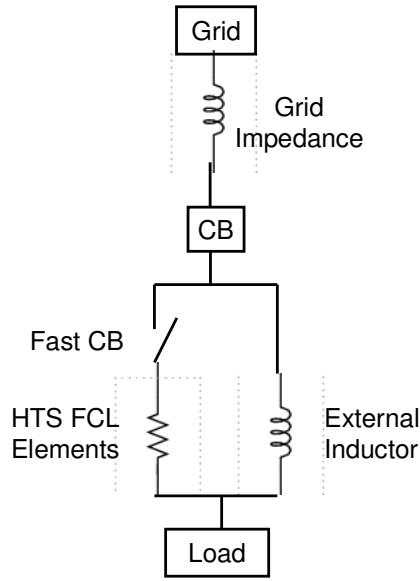 Grid
Grid
Impedance
CB
Fast CB
HTS FCL
Elements
External
Inductor
Load